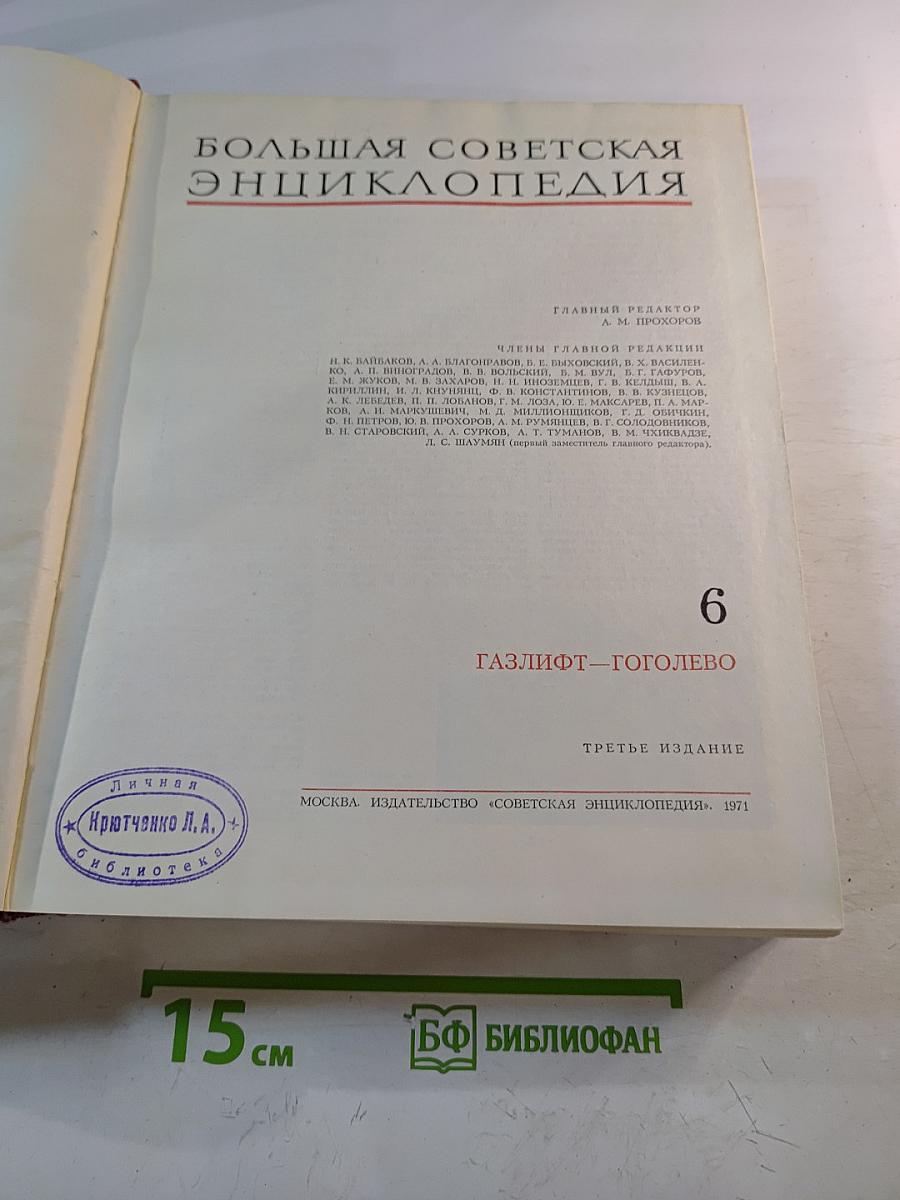 БОЛЬШАЯ СОВЕТСКАЯ
ЭНЦИКЛОПЕДИЯ
ГЛАВНЫЙ РЕДАКТОР
А. М. ПРОХОРОВ
ЧЛЕНЫ ГЛАВНОЙ РЕДАКЦИИ
Н. К. БАЙБАКОВ, А. А. БЛАГОНРАВОВ, Б. Е. БЫХОВСКИЙ, В. Х. ВАСИЛЕН-
КО, А. П. ВИНОГРАДОВ, В. В. ВОЛЬСКИЙ, Б. М. ВУЛ, Б. Г. ГАФУРОВ,
Е. М. ЖУКОВ, М. В. ЗАХАРОВ, Н. Н. ИНОЗЕМЦЕВ, Г. В. КЕЛДЫШ, В. А.
КИРИЛЛИН, И. Л. КНУНЯНЦ, Ф. В. КОНСТАНТИНОВ, В. В. КУЗНЕЦОВ,
А. К. ЛЕБЕДЕВ, П. П. ЛОБАНОВ, Г. М. ЛОЗА, Ю. Е. МАКСАРЕВ, П. А. МАР-
КОВ, А. И. МАРКУШЕВИЧ, М. Д. МИЛЛИОНЩИКОВ, Г. Д. ОБИЧКИН,
Ф. Н. ПЕТРОВ, Ю. В. ПРОХОРОВ, А. М. РУМЯНЦЕВ, В. Г. СОЛОДОВНИКОВ,
В. Н. СТАРОВСКИЙ, А. А. СУРКОВ, А. Т. ТУМАНОВ, В. М. ЧХИКВАДЗЕ,
Л. С. ШАУМЯН (первый заместитель главного редактора).
6
ГАЗЛИФТ—ГОГОЛЕВО
ТРЕТЬЕ ИЗДАНИЕ
МОСКВА. ИЗДАТЕЛЬСТВО «СОВЕТСКАЯ ЭНЦИКЛОПЕДИЯ». 1971
Личная
Крютченко Л. А.
библиотека
15 см
БФ БИБЛИОФАН